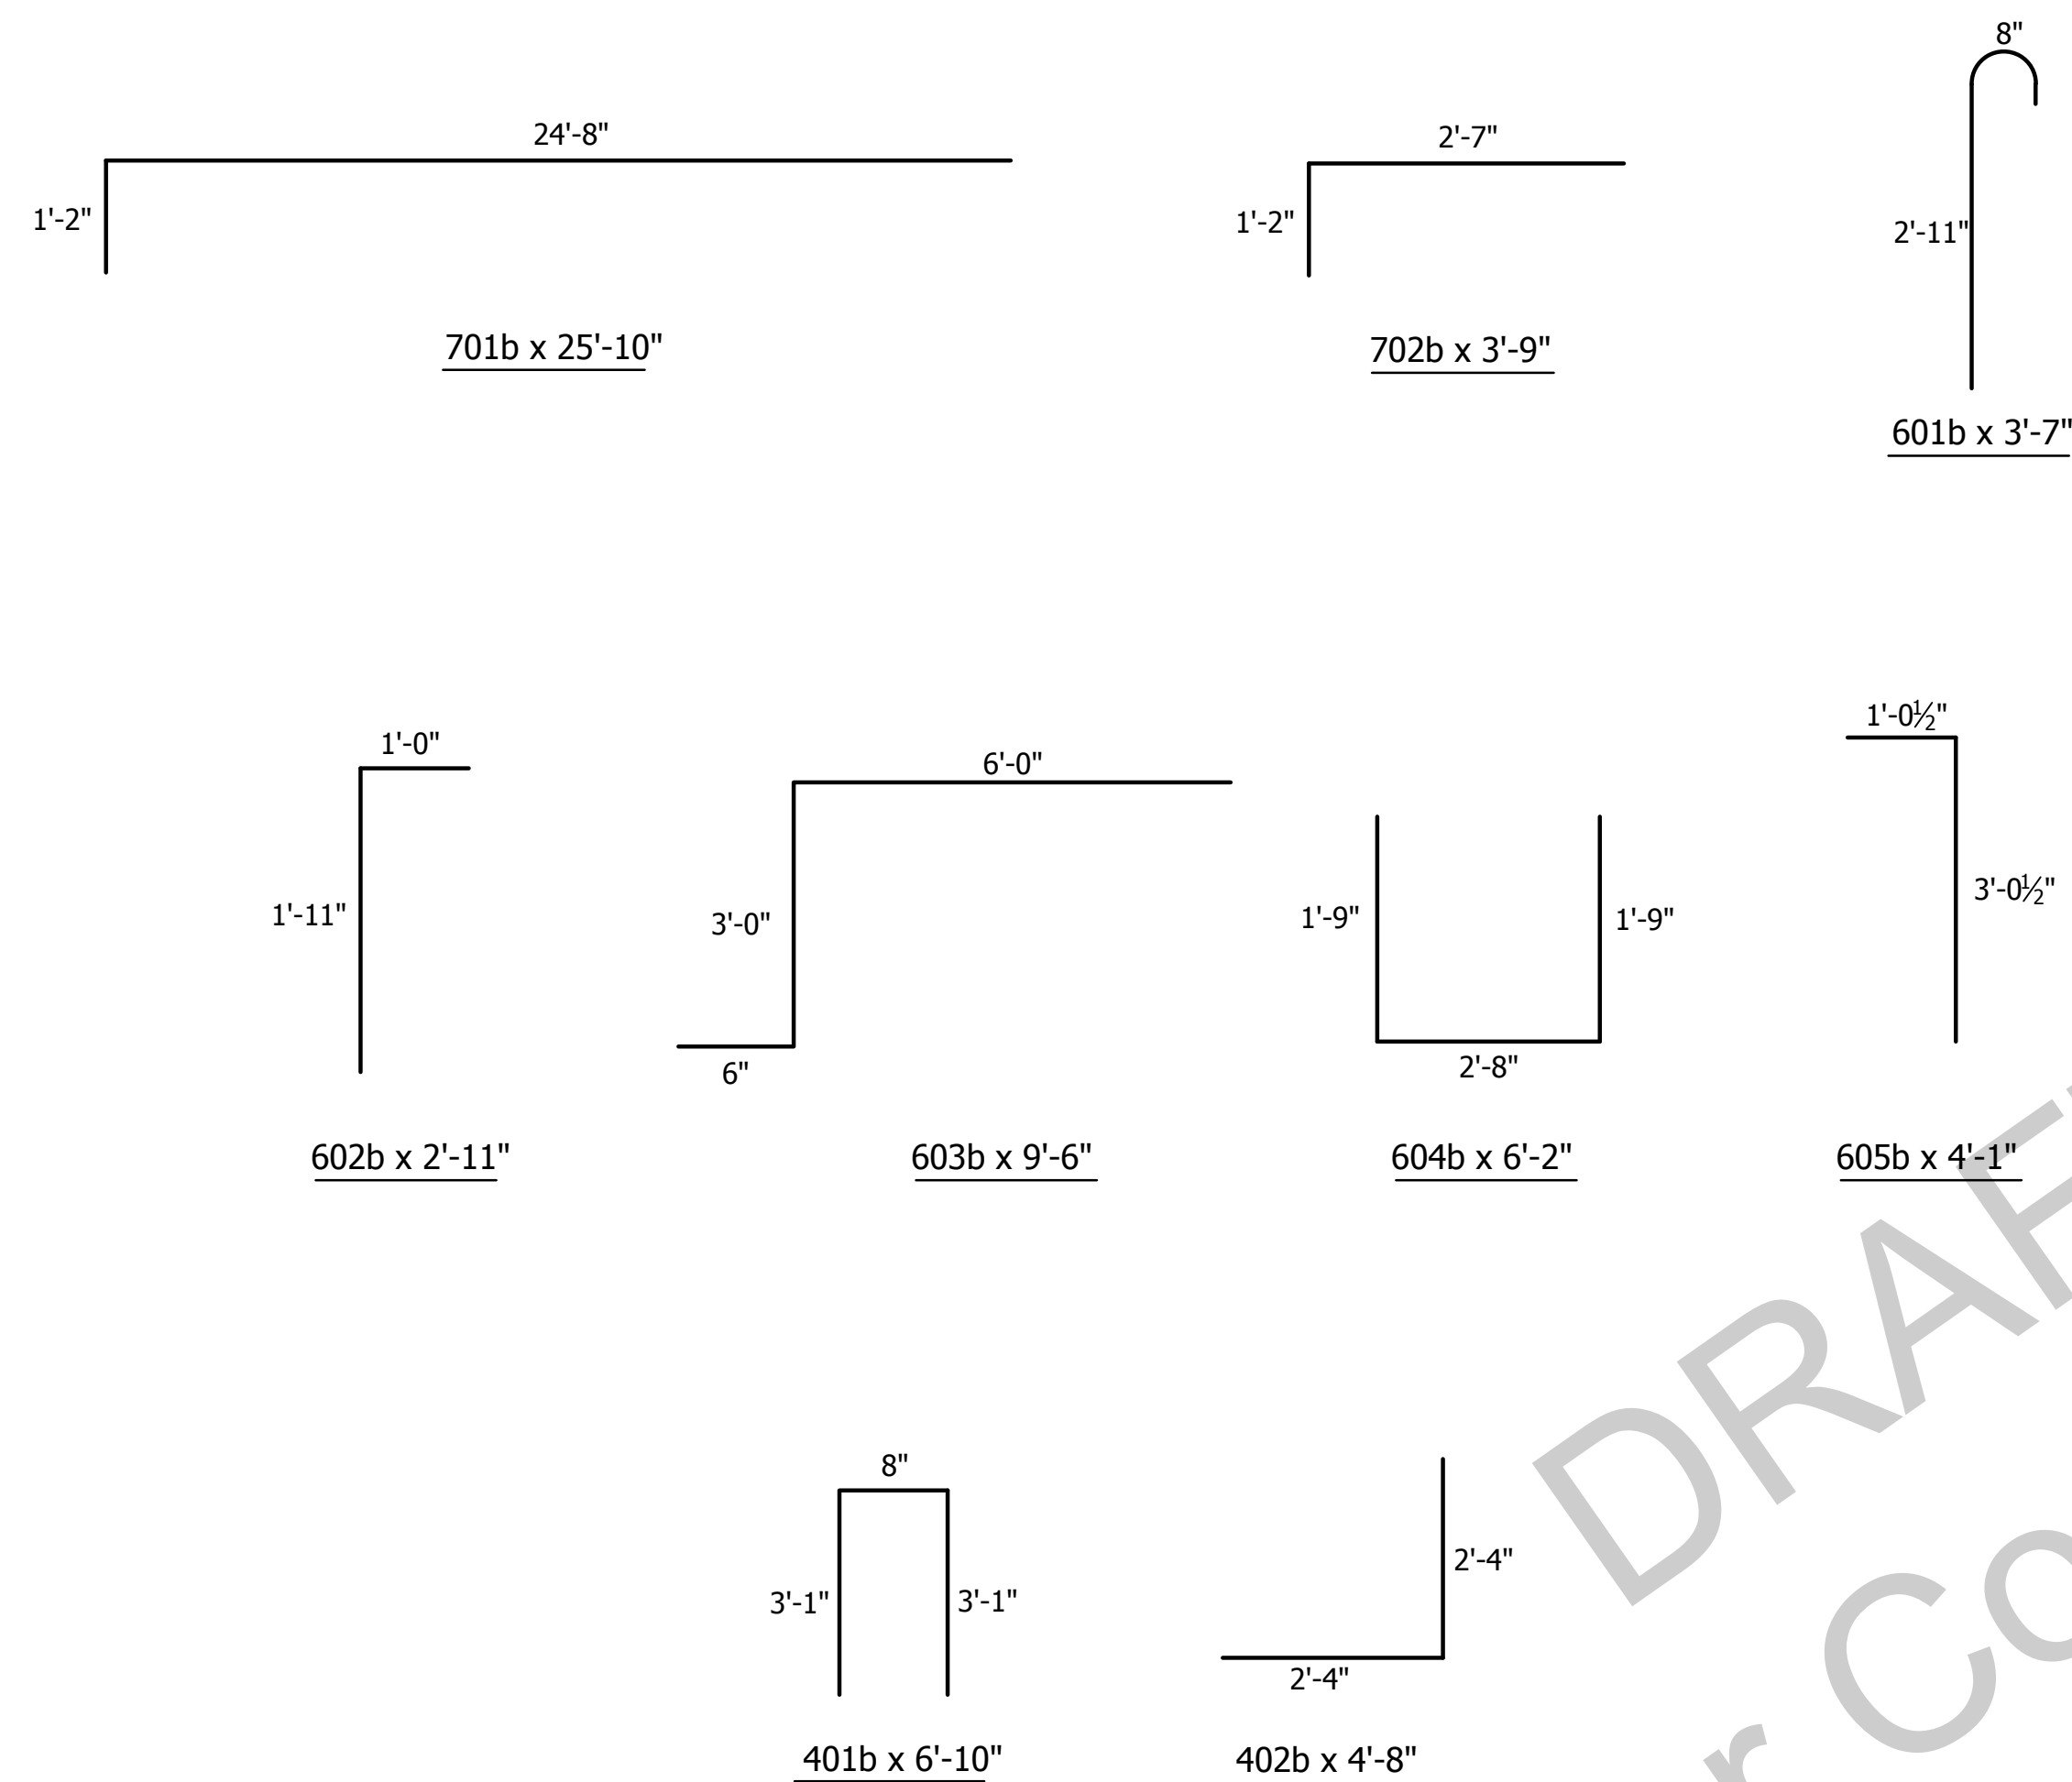 24'-8"
1'-2"
701b x 25'-10"
2'-7"
1'-2"
702b x 3'-9"
8"
2'-11"
601b x 3'-7"
1'-0"
1'-11"
602b x 2'-11"
6'-0"
3'-0"
6"
603b x 9'-6"
1'-9"
1'-9"
2'-8"
604b x 6'-2"
1'-0½"
3'-0½"
605b x 4'-1"
8"
3'-1"
3'-1"
401b x 6'-10"
2'-4"
2'-4"
402b x 4'-8"
DRAF
r Co